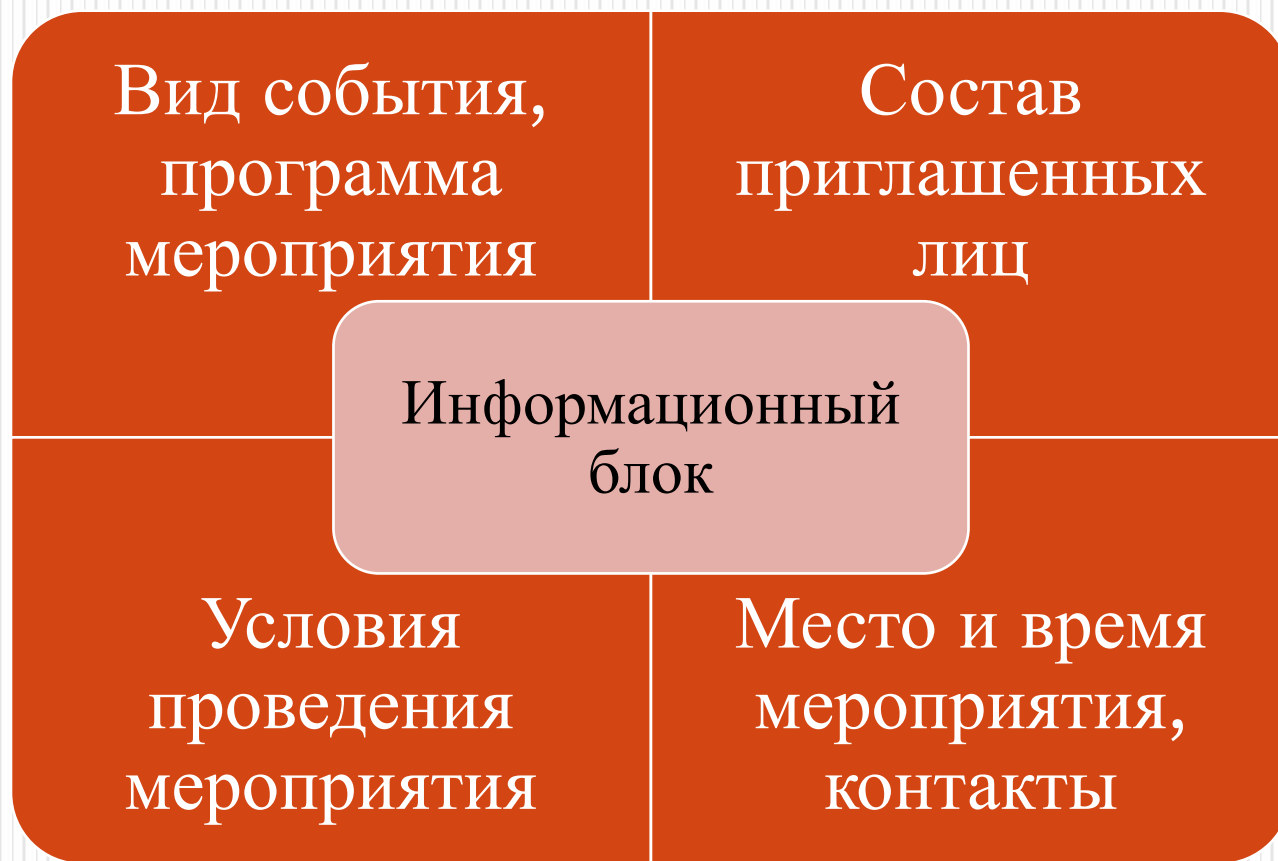 Вид события,
программа
мероприятия
Состав
приглашенных
лиц
Информационный
блок
Условия
проведения
мероприятия
Место и время
мероприятия,
контакты